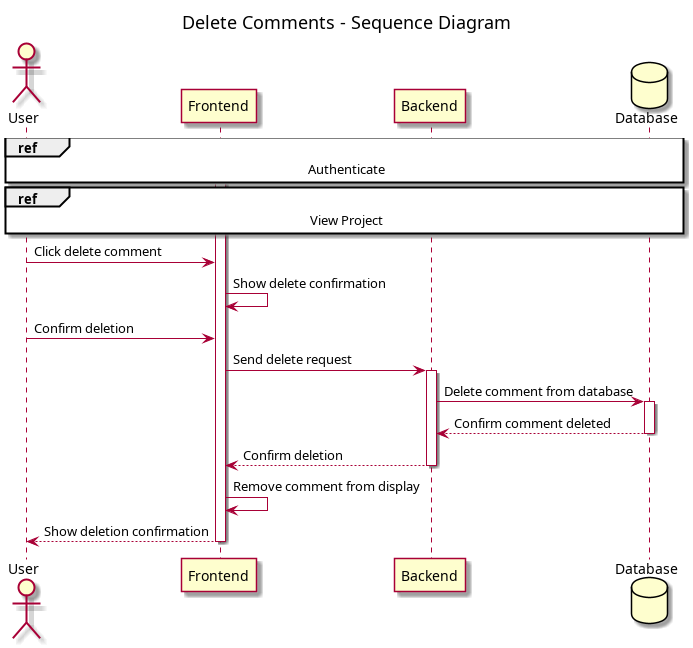 Delete Comments - Sequence Diagram
User
Frontend
Backend
Database
ref
Authenticate
ref
View Project
Click delete comment
Show delete confirmation
Confirm deletion
Send delete request
Delete comment from database
Confirm comment deleted
Confirm deletion
Remove comment from display
Show deletion confirmation
User
Frontend
Backend
Database